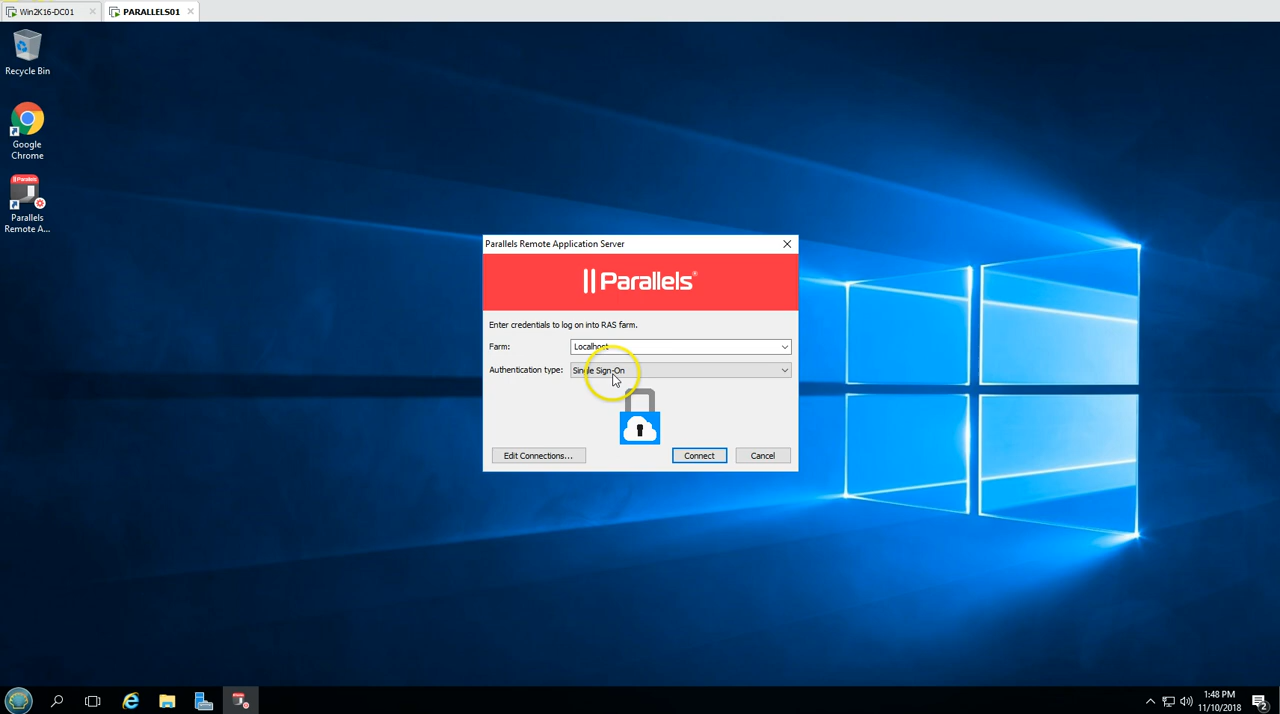 Win2K16-DC01
PARALLELS01
Recycle Bin
Google
Chrome
Parallels
Parallels
Remote A...
Parallels Remote Application Server
Parallels®
Enter credentials to log on into RAS farm.
Farm:
Localhost
Authentication type:
Single Sign-On
Edit Connections...
Connect
Cancel
1:48 PM
11/10/2018
2